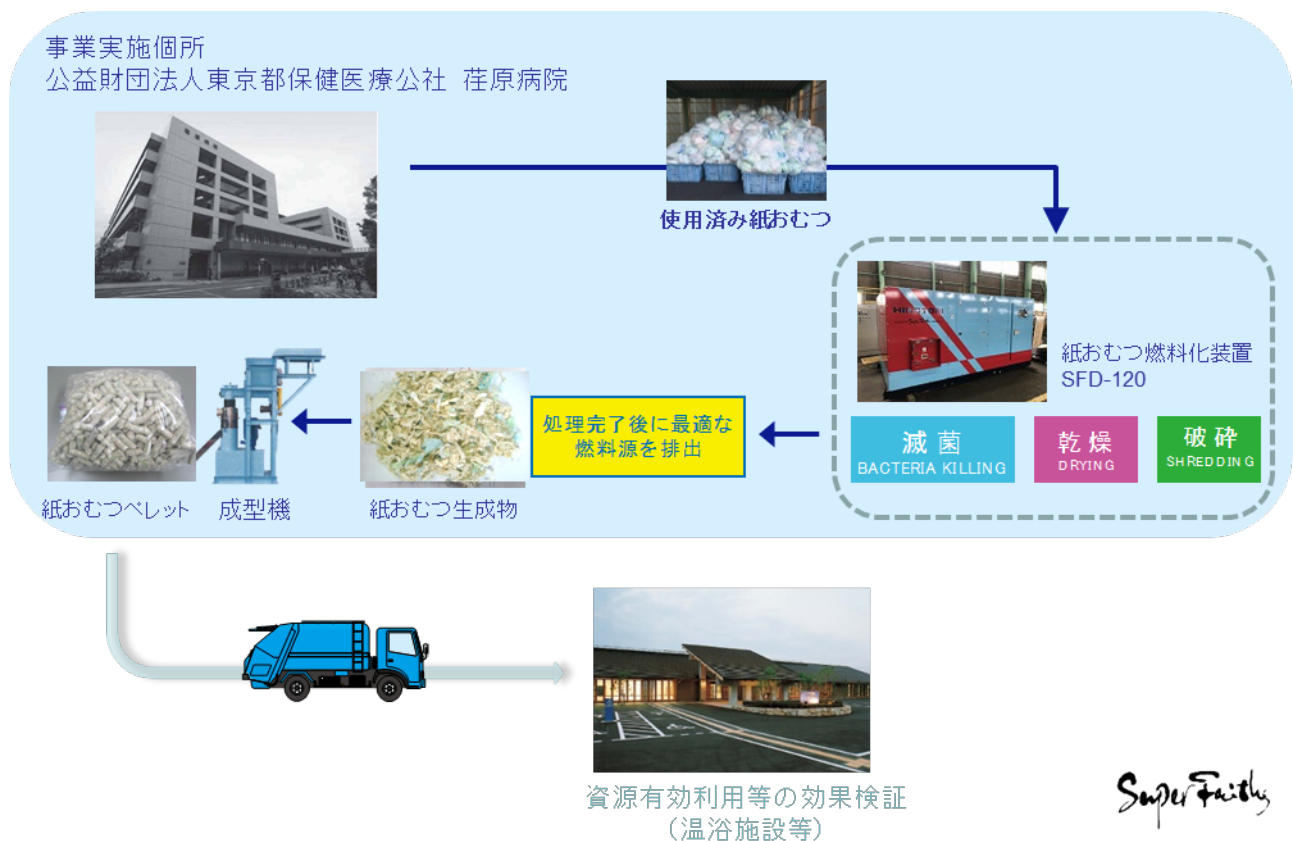 事業実施個所
公益財団法人東京都保健医療公社 荏原病院
使用済み紙おむつ
紙おむつ燃料化装置
SFD-120
滅菌
BACTERIA KILLING
乾燥
DRYING
破砕
SHREDDING
処理完了後に最適な
燃料源を排出
紙おむつ生成物
成型機
紙おむつペレット
資源有効利用等の効果検証
（温浴施設等）
Super Faiths